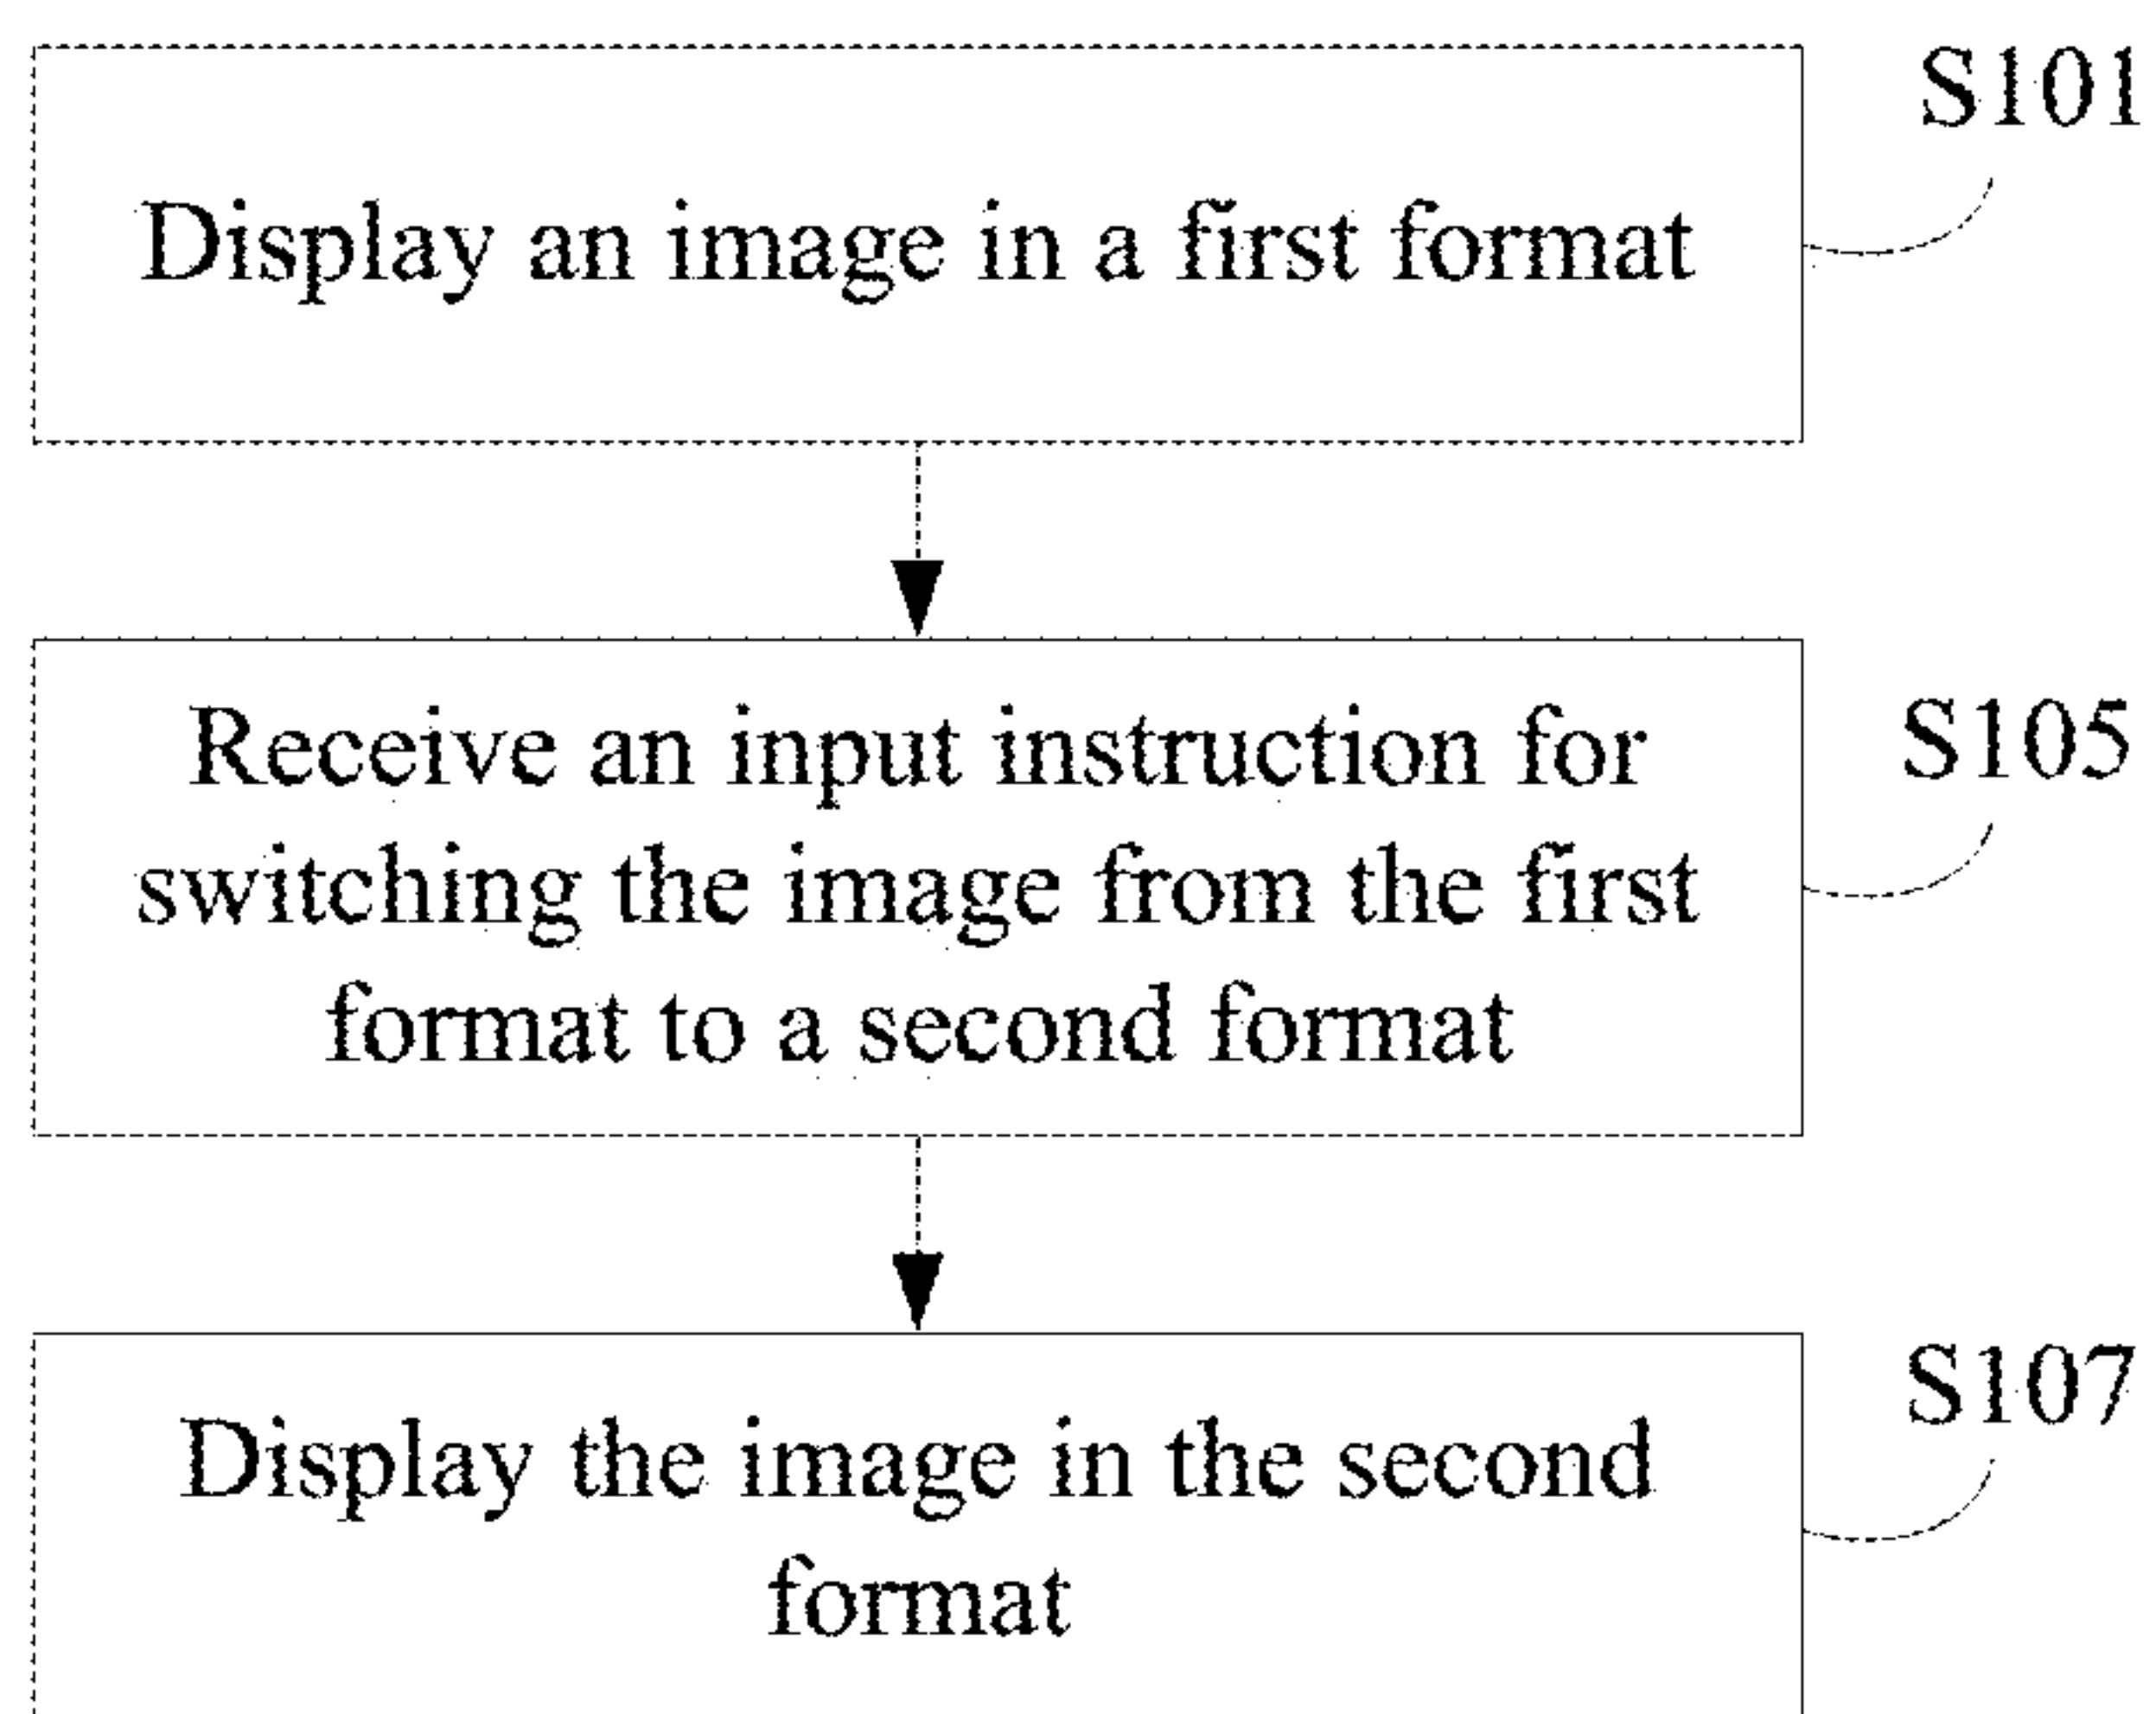 S101
Display an image in a first format
S105
Receive an input instruction for
switching the image from the first
format to a second format
S107
Display the image in the second
format